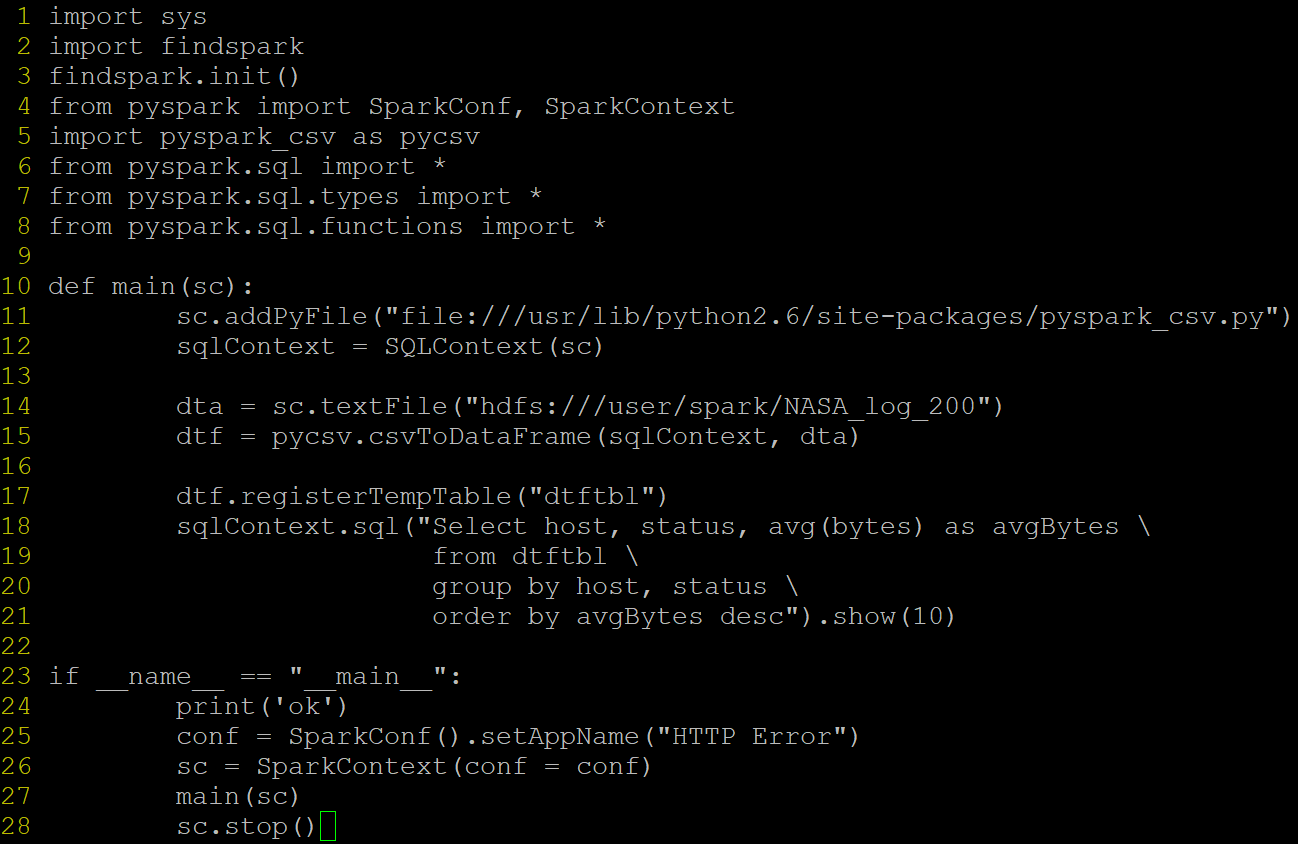 1 import sys
2 import findspark
3 findspark.init()
4 from pyspark import SparkConf, SparkContext
5 import pyspark_csv as pycsv
6 from pyspark.sql import *
7 from pyspark.sql.types import *
8 from pyspark.sql.functions import *
9
10 def main(sc):
11         sc.addPyFile("file:///usr/lib/python2.6/site-packages/pyspark_csv.py")
12         sqlContext = SQLContext(sc)
13
14         dta = sc.textFile("hdfs:///user/spark/NASA_log_200")
15         dtf = pycsv.csvToDataFrame(sqlContext, dta)
16
17         dtf.registerTempTable("dtftbl")
18         sqlContext.sql("Select host, status, avg(bytes) as avgBytes \
19                         from dtftbl \
20                         group by host, status \
21                         order by avgBytes desc").show(10)
22
23 if __name__ == "__main__":
24         print('ok')
25         conf = SparkConf().setAppName("HTTP Error")
26         sc = SparkContext(conf = conf)
27         main(sc)
28         sc.stop()